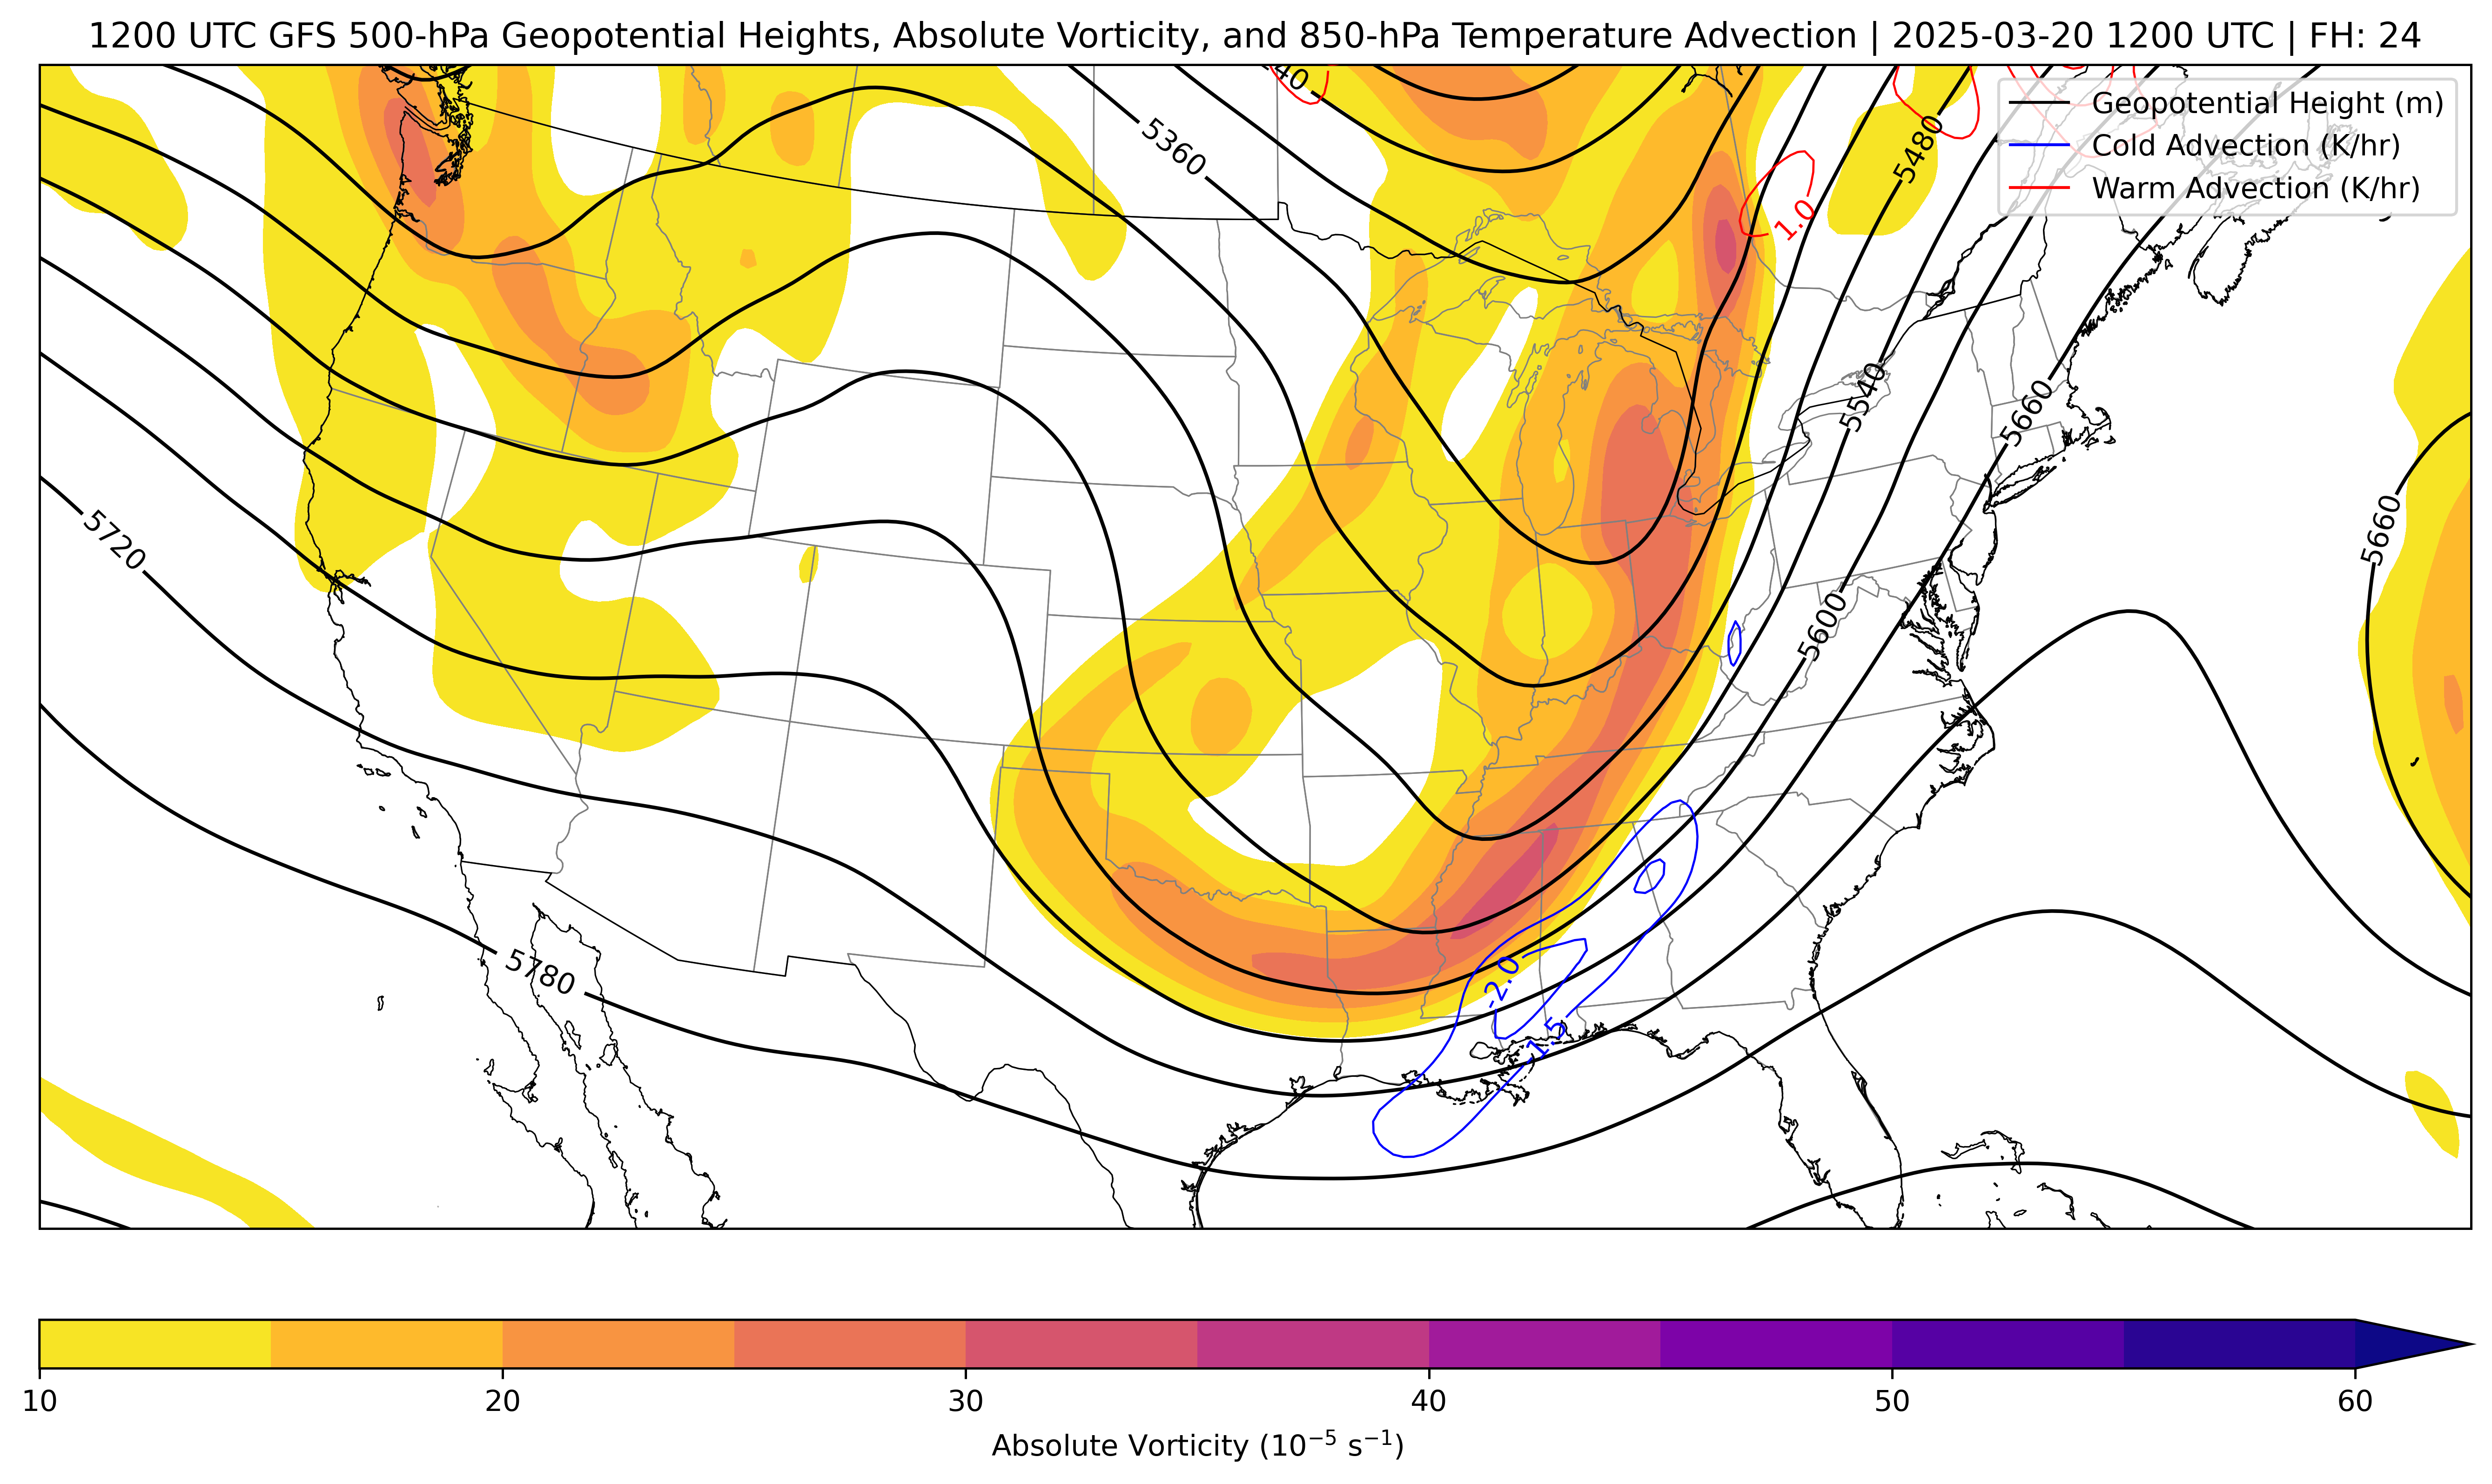 1200 UTC GFS 500-hPa Geopotential Heights, Absolute Vorticity, and 850-hPa Temperature Advection | 2025-03-20 1200 UTC | FH: 24
Geopotential Height (m)
Cold Advection (K/hr)
Warm Advection (K/hr)
5360
5480
1.0
5540
5660
5660
5720
5600
5780
-2.0
-1.5
10 20 30 40 50 60
Absolute Vorticity (10⁻⁵ s⁻¹)